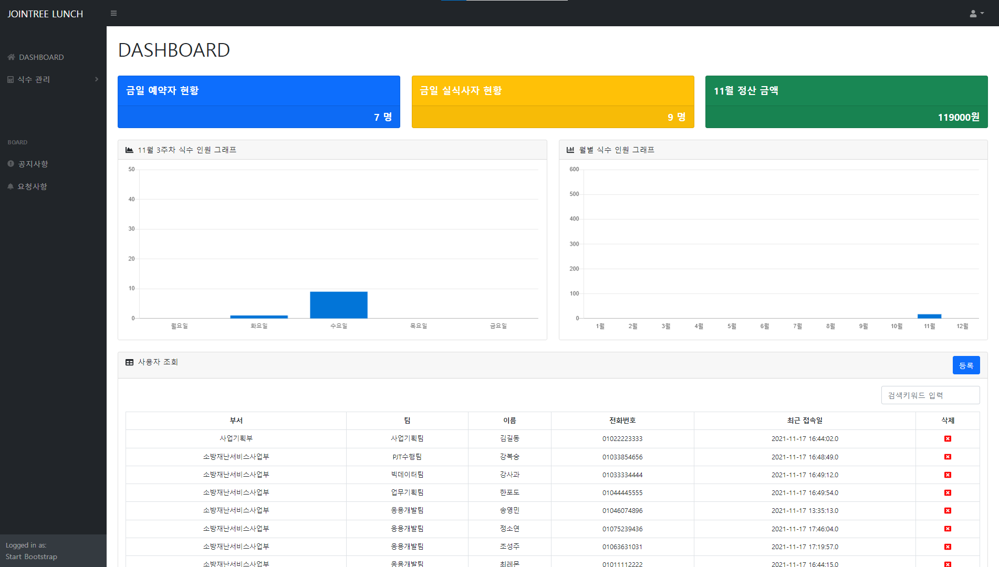 JOINTREE LUNCH
DASHBOARD
식수 관리
BOARD
공지사항
요청사항
Logged in as:
Start Bootstrap
DASHBOARD
금일 예약자 현황
7 명
금일 실식사자 현황
9 명
11월 정산 금액
119000원
11월 3주차 식수 인원 그래프
50
40
30
20
10
0
월요일 화요일 수요일 목요일 금요일
월별 식수 인원 그래프
600
500
400
300
200
100
0
1월 2월 3월 4월 5월 6월 7월 8월 9월 10월 11월 12월
사용자 조회
등록
검색키워드 입력
부서 팀 이름 전화번호 최근 접속일 삭제
사업기획부 사업기획팀 김길동 01022223333 2021-11-17 16:44:02.0
소방재난서비스사업부 PJT수행팀 강복숭 01033854656 2021-11-17 16:48:49.0
소방재난서비스사업부 빅데이터팀 강사과 01033334444 2021-11-17 16:49:12.0
소방재난서비스사업부 업무기획팀 한포도 01044445555 2021-11-17 16:49:54.0
소방재난서비스사업부 응용개발팀 송영민 01046074896 2021-11-17 13:35:13.0
소방재난서비스사업부 응용개발팀 정소연 01075239436 2021-11-17 17:46:04.0
소방재난서비스사업부 응용개발팀 조성주 01063631031 2021-11-17 17:19:57.0
소방재난서비스사업부 응용개발팀 최레몬 01011112222 2021-11-17 16:44:15.0